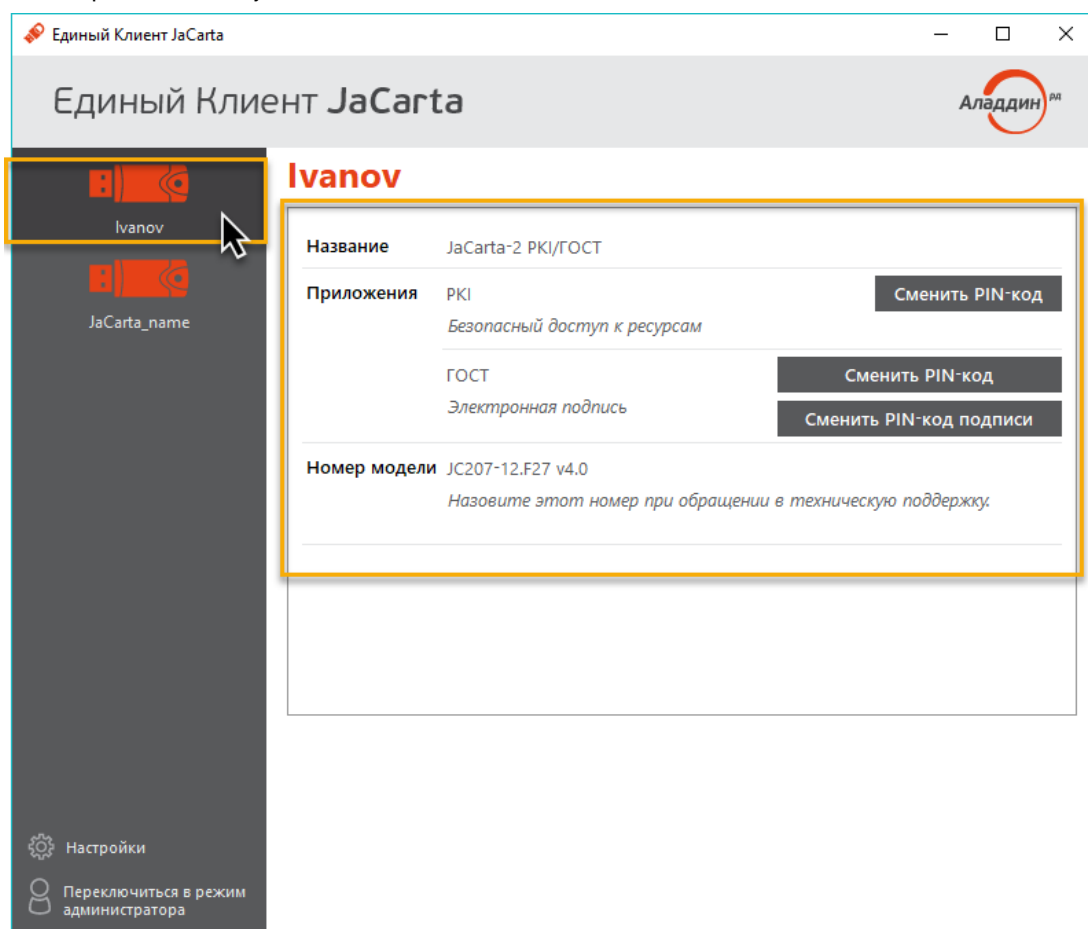 Единый Клиент JaCarta
Единый Клиент JaCarta
Аладдин РД
Ivanov
JaCarta_name
Ivanov
Название JaCarta-2 PKI/ГОСТ
Приложения PKI Сменить PIN-код
Безопасный доступ к ресурсам
ГОСТ Сменить PIN-код
Электронная подпись Сменить PIN-код подписи
Номер модели JC207-12.F27 v4.0
Назовите этот номер при обращении в техническую поддержку.
Настройки
Переключиться в режим
администратора